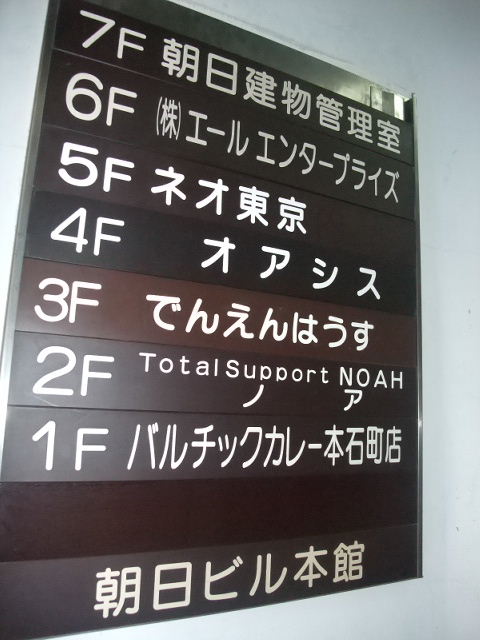 7F 朝日建物管理室
6F ㈱エールエンタープライズ
5F ネオ東京
4F オアシス
3F でんえんはうす
2F Total Support NOAH
ノア
1F バルチックカレー本石町店
朝日ビル本館